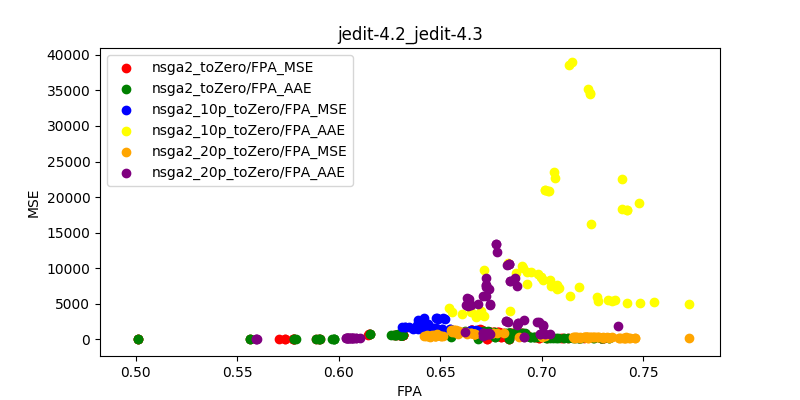 jedit-4.2_jedit-4.3
40000
35000
30000
25000
20000
15000
10000
5000
0
MSE
nsga2_toZero/FPA_MSE
nsga2_toZero/FPA_AAE
nsga2_10p_toZero/FPA_MSE
nsga2_10p_toZero/FPA_AAE
nsga2_20p_toZero/FPA_MSE
nsga2_20p_toZero/FPA_AAE
0.50 0.55 0.60 0.65 0.70 0.75
FPA